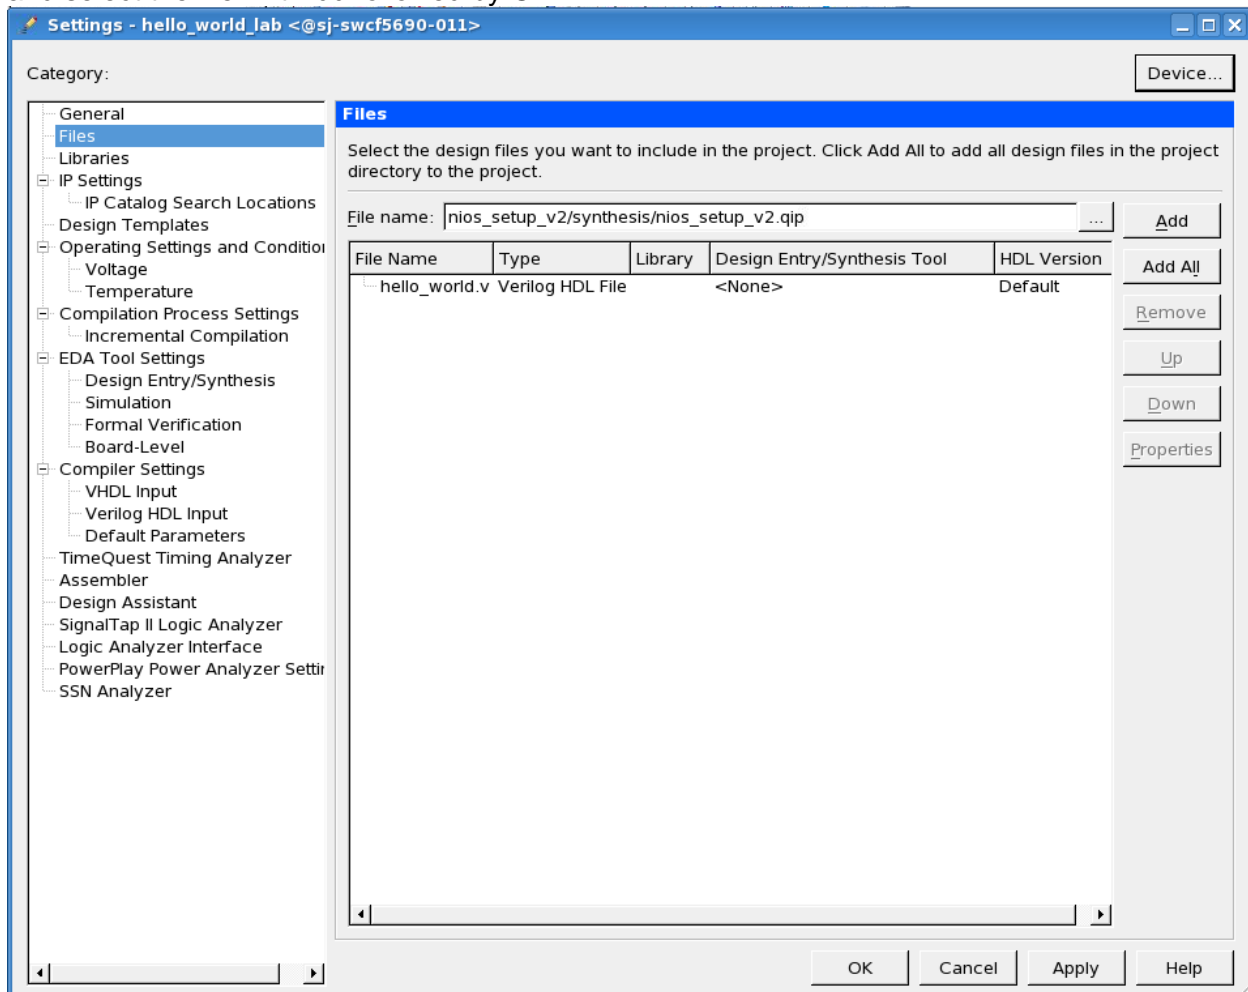 Settings - hello_world_lab <@sj-swcf5690-011>
Category:
Device...
General
Files
Libraries
IP Settings
IP Catalog Search Locations
Design Templates
Operating Settings and Condition
Voltage
Temperature
Compilation Process Settings
Incremental Compilation
EDA Tool Settings
Design Entry/Synthesis
Simulation
Formal Verification
Board-Level
Compiler Settings
VHDL Input
Verilog HDL Input
Default Parameters
TimeQuest Timing Analyzer
Assembler
Design Assistant
SignalTap II Logic Analyzer
Logic Analyzer Interface
PowerPlay Power Analyzer Settin
SSN Analyzer
Files
Select the design files you want to include in the project. Click Add All to add all design files in the project
directory to the project.
File name: nios_setup_v2/synthesis/nios_setup_v2.qip ... Add
File Name Type Library Design Entry/Synthesis Tool HDL Version
hello_world.v Verilog HDL File <None> Default
Add All
Remove
Up
Down
Properties
OK Cancel Apply Help